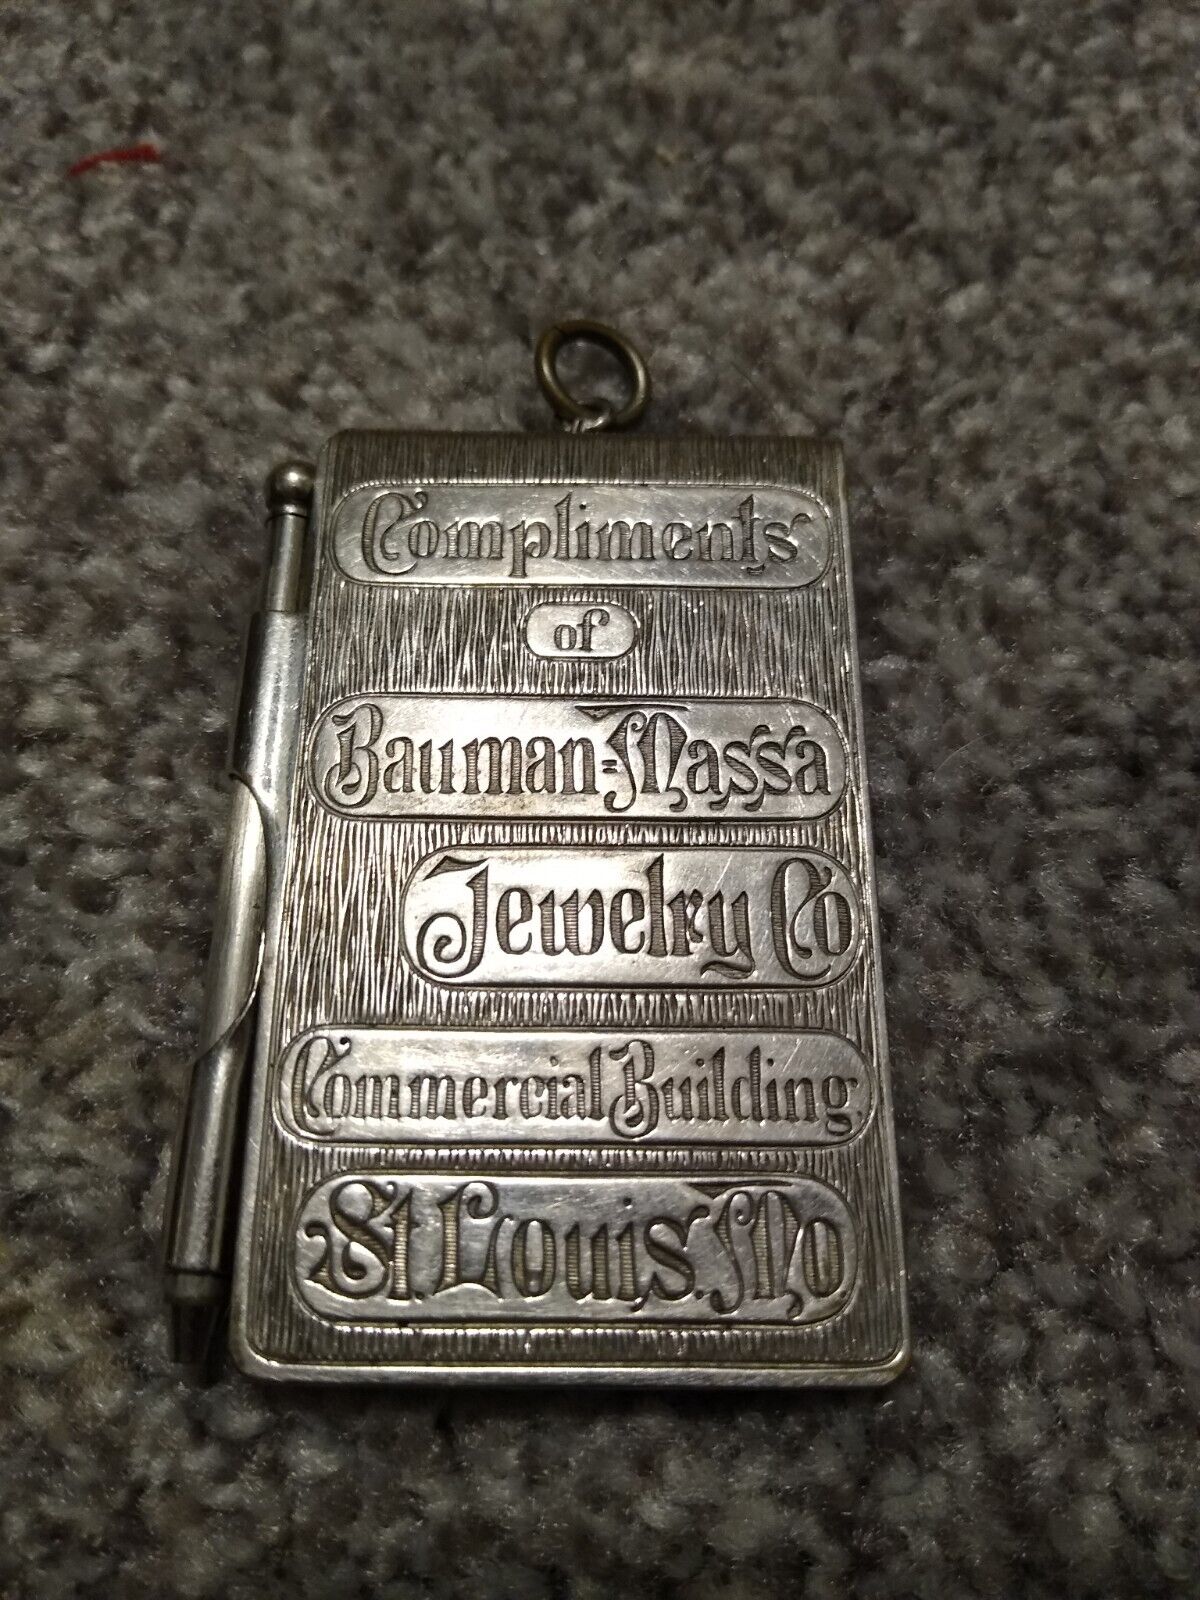 Compliments
of
Bauman=Massa
Jewelry Co
Commercial Building,
St. Louis. Mo.